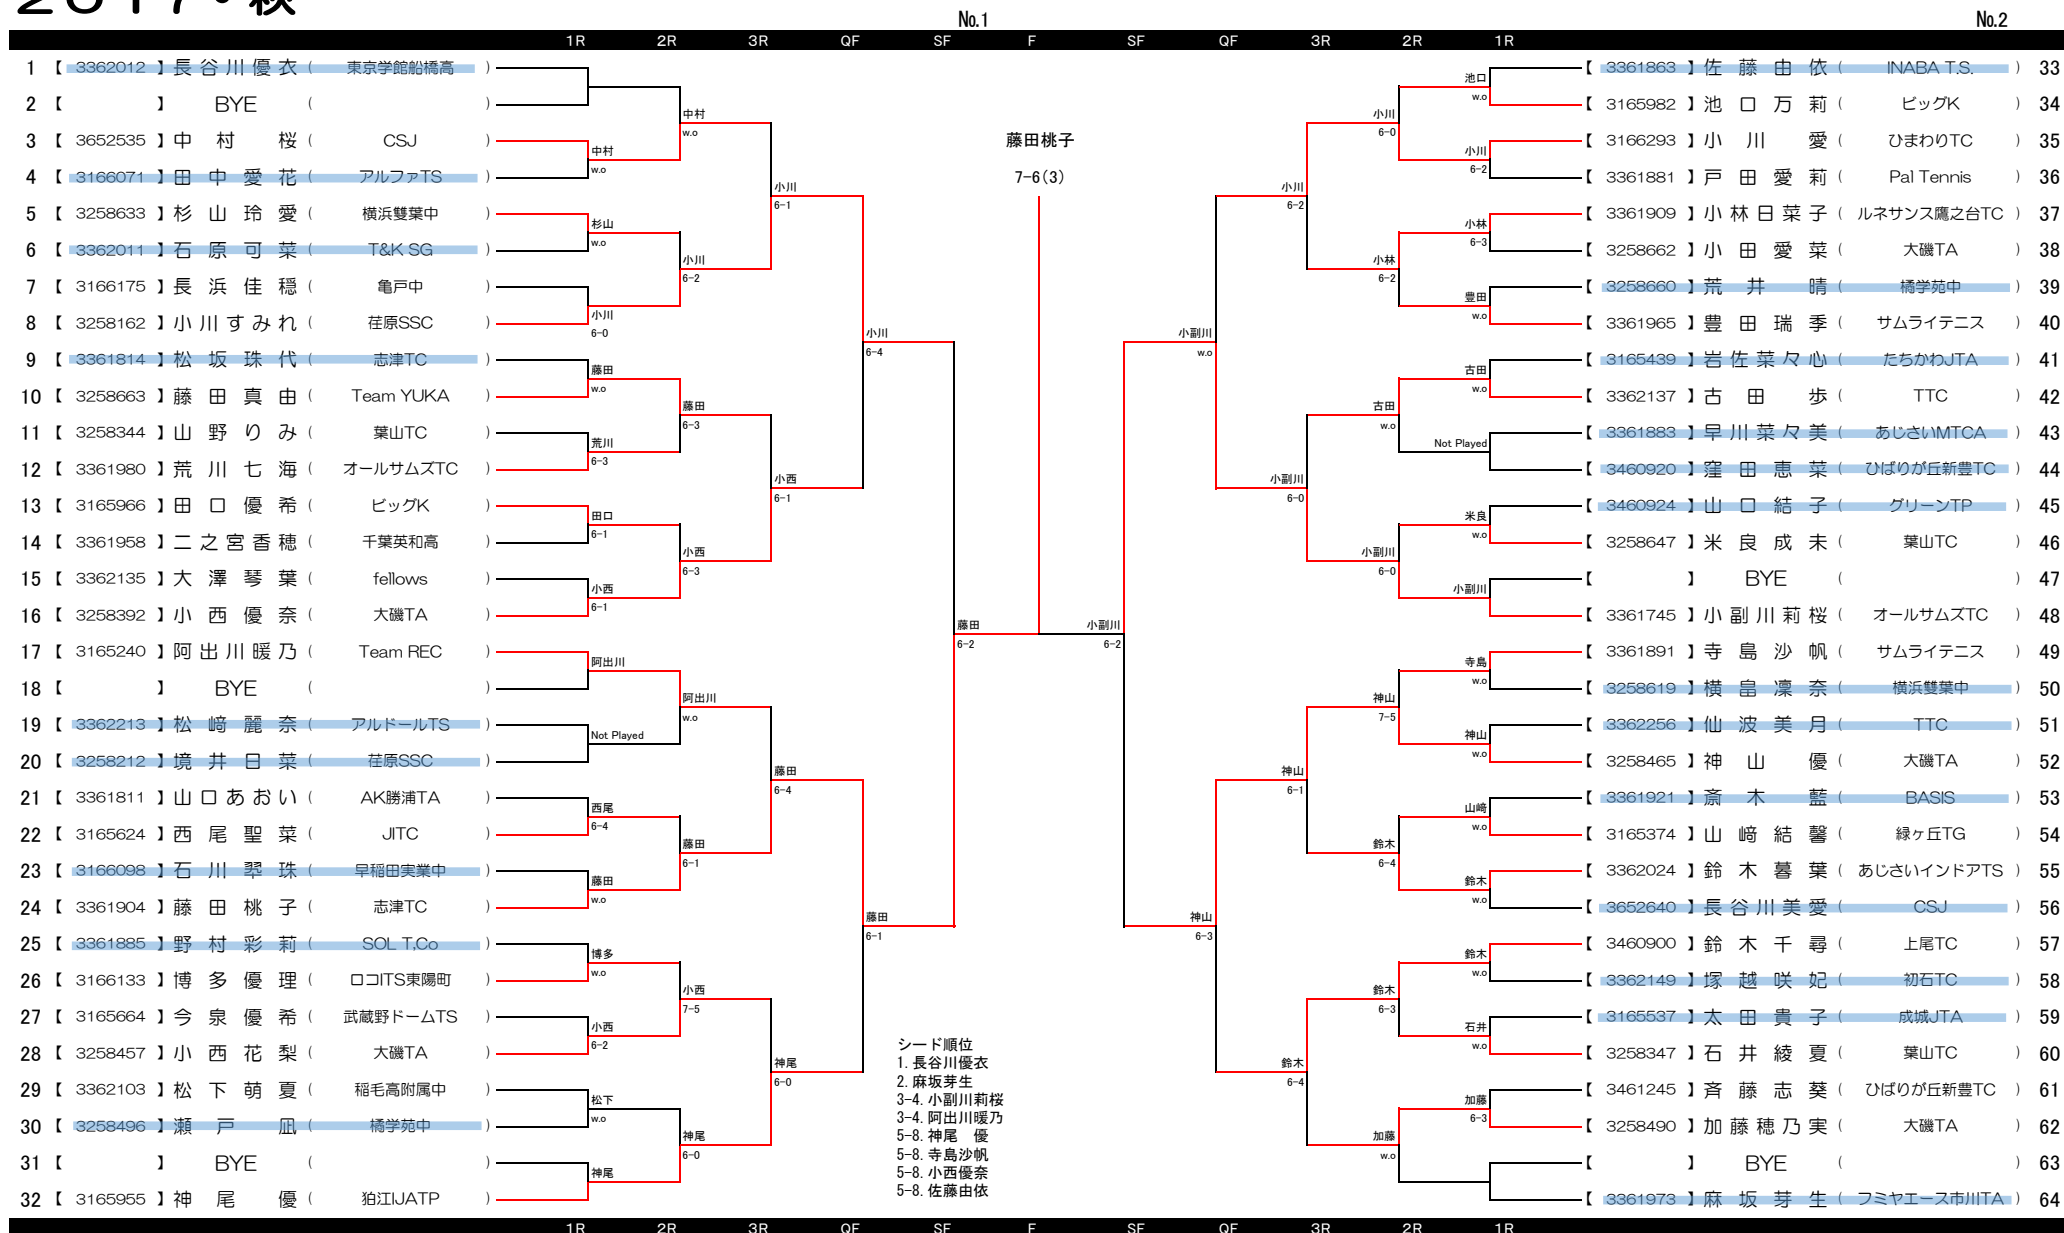 2017・秋
No.1
No.2
1R 2R 3R QF SF F SF QF 3R 2R 1R
1 【 3362012 】 長谷川優衣 ( 東京学館船橋高 )
2 【 】 BYE ( )
3 【 3652535 】 中村 桜 ( CSJ )
4 【 3166071 】 田中愛花 ( アルファTS )
5 【 3258633 】 杉山玲愛 ( 横浜雙葉中 )
6 【 3362011 】 石原可菜 ( T&K SG )
7 【 3166175 】 長浜佳穏 ( 亀戸中 )
8 【 3258162 】 小川すみれ ( 荏原SSC )
9 【 3361814 】 松坂珠代 ( 志津TC )
10 【 3258663 】 藤田真由 ( Team YUKA )
11 【 3258344 】 山野りみ ( 葉山TC )
12 【 3361980 】 荒川七海 ( オールサムズTC )
13 【 3165966 】 田口優希 ( ビッグK )
14 【 3361958 】 二之宮香穂 ( 千葉英和高 )
15 【 3362135 】 大澤琴葉 ( fellows )
16 【 3258392 】 小西優奈 ( 大磯TA )
17 【 3165240 】 阿出川暖乃 ( Team REC )
18 【 】 BYE ( )
19 【 3362213 】 松﨑麗奈 ( アルドールTS )
20 【 3258212 】 境井日菜 ( 荏原SSC )
21 【 3361811 】 山口あおい ( AK勝浦TA )
22 【 3165624 】 西尾聖菜 ( JITC )
23 【 3166098 】 石川翠珠 ( 早稲田実業中 )
24 【 3361904 】 藤田桃子 ( 志津TC )
25 【 3361885 】 野村彩莉 ( SOL T,Co )
26 【 3166133 】 博多優理 ( ロコITS東陽町 )
27 【 3165664 】 今泉優希 ( 武蔵野ドームTS )
28 【 3258457 】 小西花梨 ( 大磯TA )
29 【 3362103 】 松下萌夏 ( 稲毛高附属中 )
30 【 3258496 】 瀬戸 凪 ( 橘学苑中 )
31 【 】 BYE ( )
32 【 3165955 】 神尾 優 ( 狛江IJATP )
中村 w.o
杉山 w.o
小川 6-0
藤田 w.o
荒川 6-3
田口 6-1
小西 6-1
阿出川
Not Played
西尾 6-4
藤田 w.o
博多 w.o
小西 6-2
松下 w.o
神尾
中村 w.o
小川 6-2
藤田 6-3
小西 6-3
阿出川 w.o
藤田 6-1
小西 7-5
神尾 6-0
小川 6-1
小西 6-1
藤田 6-4
神尾 6-0
小川 6-4
藤田 6-1
藤田 6-2
藤田桃子
7-6(3)
小副川 6-2
小副川 w.o
神山 6-3
小川 6-2
小副川 6-0
神山 6-1
鈴木 6-4
小川 6-0
小林 6-2
古田 w.o
小副川 6-0
神山 7-5
鈴木 6-4
鈴木 6-3
加藤 w.o
池口 w.o
小川 6-2
小林 6-3
豊田 w.o
古田 w.o
Not Played
米良 w.o
小副川
寺島 w.o
神山 w.o
山﨑 w.o
鈴木 w.o
鈴木 w.o
石井 w.o
加藤 6-3
【 3361863 】 佐藤由依 ( INABA T.S. ) 33
【 3165982 】 池口万莉 ( ビッグK ) 34
【 3166293 】 小川 愛 ( ひまわりTC ) 35
【 3361881 】 戸田愛莉 ( Pal Tennis ) 36
【 3361909 】 小林日菜子 ( ルネサンス鷹之台TC ) 37
【 3258662 】 小田愛菜 ( 大磯TA ) 38
【 3258660 】 荒井 晴 ( 橘学苑中 ) 39
【 3361965 】 豊田瑞季 ( サムライテニス ) 40
【 3165439 】 岩佐菜々心 ( たちかわJTA ) 41
【 3362137 】 古田 歩 ( TTC ) 42
【 3361883 】 早川菜々美 ( あじさいMTCA ) 43
【 3460920 】 窪田恵菜 ( ひばりが丘新豊TC ) 44
【 3460924 】 山口結子 ( グリーンTP ) 45
【 3258647 】 米良成未 ( 葉山TC ) 46
【 】 BYE ( ) 47
【 3361745 】 小副川莉桜 ( オールサムズTC ) 48
【 3361891 】 寺島沙帆 ( サムライテニス ) 49
【 3258619 】 横畠凜奈 ( 横浜雙葉中 ) 50
【 3362256 】 仙波美月 ( TTC ) 51
【 3258465 】 神山 優 ( 大磯TA ) 52
【 3361921 】 斎木 藍 ( BASIS ) 53
【 3165374 】 山﨑結馨 ( 緑ヶ丘TG ) 54
【 3362024 】 鈴木暮葉 ( あじさいインドアTS ) 55
【 3652640 】 長谷川美愛 ( CSJ ) 56
【 3460900 】 鈴木千尋 ( 上尾TC ) 57
【 3362149 】 塚越咲妃 ( 初石TC ) 58
【 3165537 】 太田貴子 ( 成城JTA ) 59
【 3258347 】 石井綾夏 ( 葉山TC ) 60
【 3461245 】 斉藤志葵 ( ひばりが丘新豊TC ) 61
【 3258490 】 加藤穂乃実 ( 大磯TA ) 62
【 】 BYE ( ) 63
【 3361973 】 麻坂芽生 ( フミヤエース市川TA ) 64
シード順位
1. 長谷川優衣
2. 麻坂芽生
3-4. 小副川莉桜
3-4. 阿出川暖乃
5-8. 神尾 優
5-8. 寺島沙帆
5-8. 小西優奈
5-8. 佐藤由依
1R 2R 3R QF SF F SF QF 3R 2R 1R